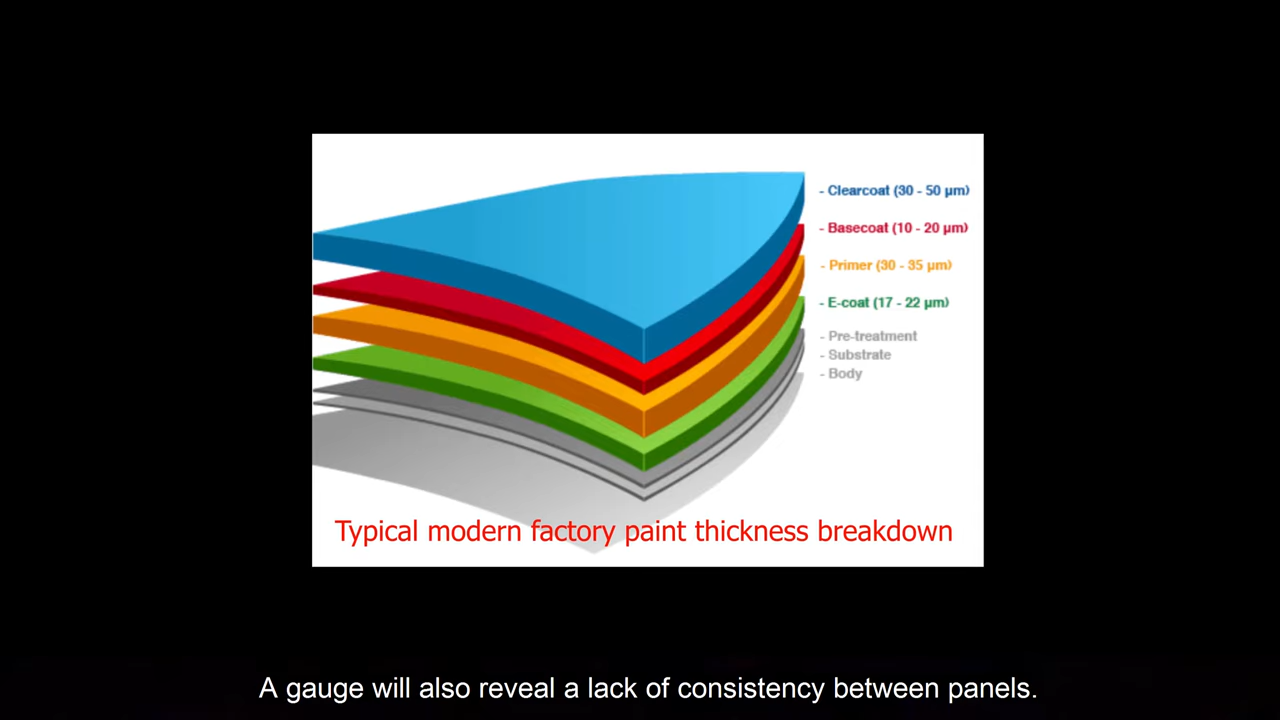 - Clearcoat (30 - 50 µm)
- Basecoat (10 - 20 µm)
- Primer (30 - 35 µm)
- E-coat (17 - 22 µm)
- Pre-treatment
- Substrate
- Body
Typical modern factory paint thickness breakdown
A gauge will also reveal a lack of consistency between panels.